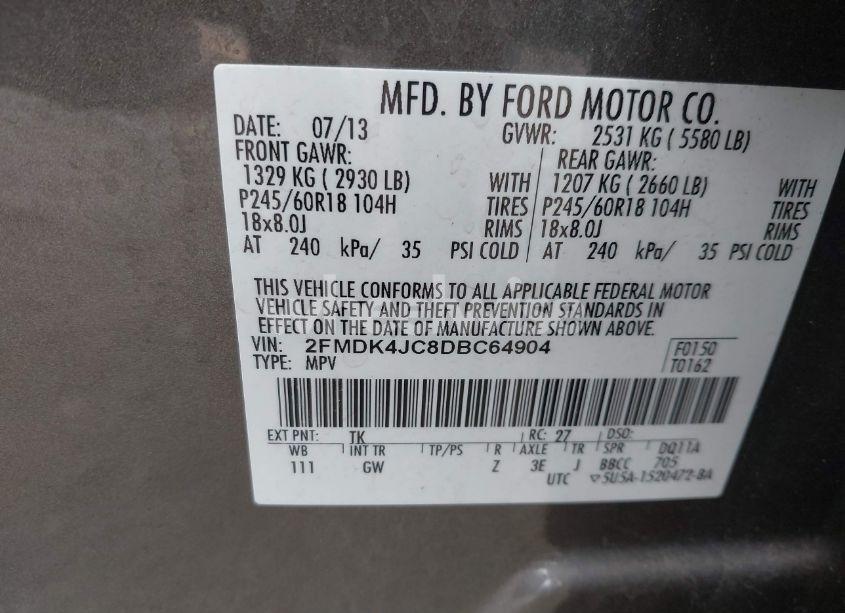 MFD. BY FORD MOTOR CO.
DATE: 07/13 GVWR: 2531 KG ( 5580 LB)
FRONT GAWR: REAR GAWR:
1329 KG ( 2930 LB) WITH 1207 KG ( 2660 LB) WITH
P245/60R18 104H TIRES P245/60R18 104H TIRES
18x8.0J RIMS 18x8.0J RIMS
AT 240 kPa/ 35 PSI COLD AT 240 kPa/ 35 PSI COLD
THIS VEHICLE CONFORMS TO ALL APPLICABLE FEDERAL MOTOR
VEHICLE SAFETY AND THEFT PREVENTION STANDARDS IN
EFFECT ON THE DATE OF MANUFACTURE SHOWN ABOVE.
VIN: 2FMDK4JC8DBC64904 F0150
TYPE: MPV T0162
EXT PNT: TK RC: 27 DSO:
WB INT TR TP/PS R AXLE TR SPR DQ11A
111 GW Z 3E J BBCC 705
UTC ▽5U5A-1520472-BA